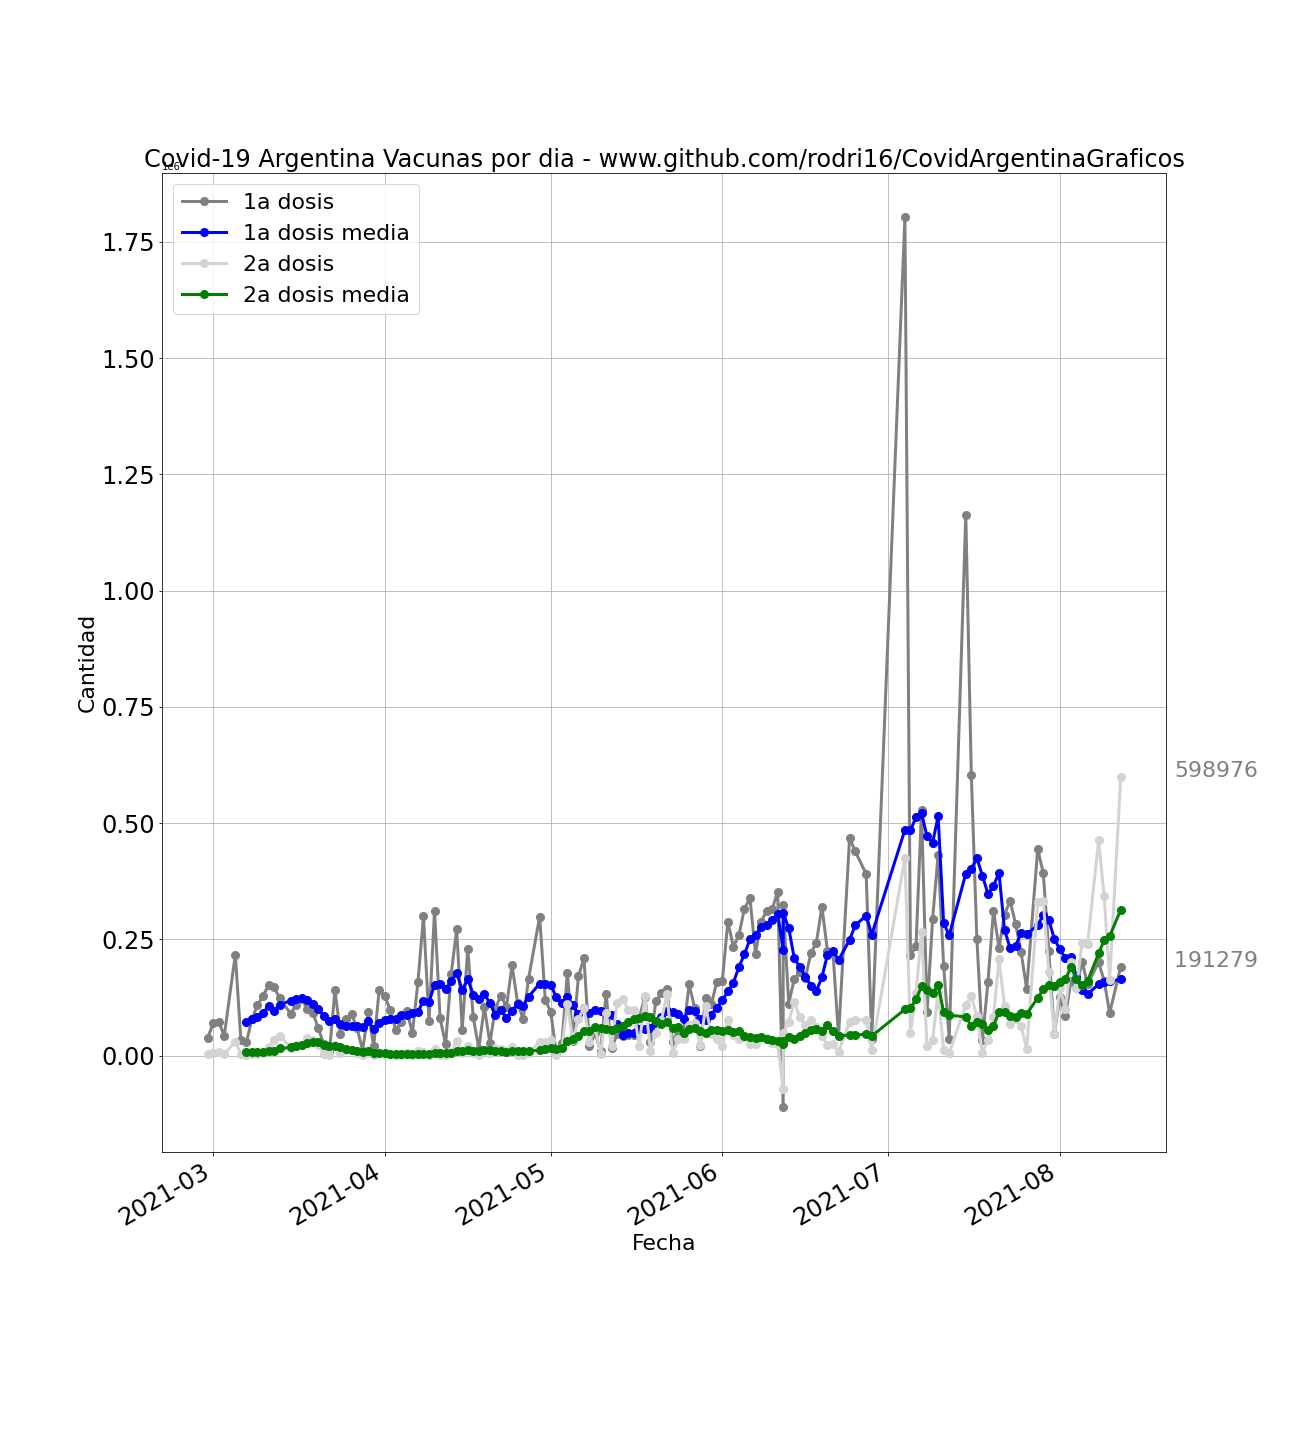 Covid-19 Argentina Vacunas por dia - www.github.com/rodri16/CovidArgentinaGraficos
1e6
1a dosis
1a dosis media
2a dosis
2a dosis media
1.75
1.50
1.25
1.00
0.75
0.50
0.25
0.00
Cantidad
598976
191279
2021-03
2021-04
2021-05
2021-06
2021-07
2021-08
Fecha